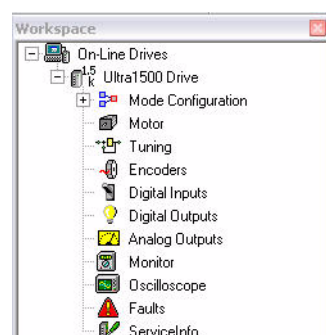 Workspace
On-Line Drives
1.5 k Ultra1500 Drive
Mode Configuration
Motor
Tuning
Encoders
Digital Inputs
Digital Outputs
Analog Outputs
Monitor
Oscilloscope
Faults
ServiceInfo